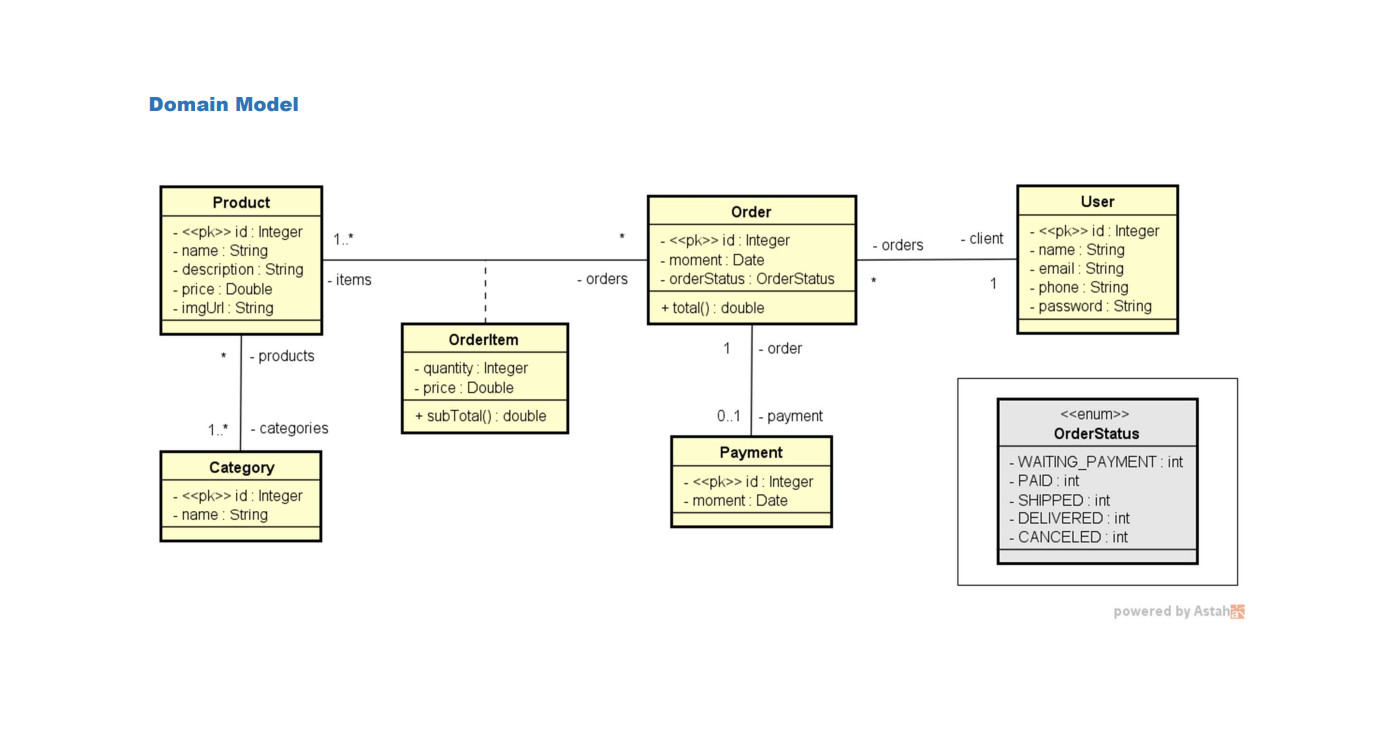 Domain Model
Product
- <<pk>> id : Integer
- name : String
- description : String
- price : Double
- imgUrl : String
1..*
- items
*
- orders
Order
- <<pk>> id : Integer
- moment : Date
- orderStatus : OrderStatus
+ total() : double
- orders
*
- client
1
User
- <<pk>> id : Integer
- name : String
- email : String
- phone : String
- password : String
OrderItem
- quantity : Integer
- price : Double
+ subTotal() : double
* - products
1..* - categories
Category
- <<pk>> id : Integer
- name : String
1 - order
0..1 - payment
Payment
- <<pk>> id : Integer
- moment : Date
<<enum>>
OrderStatus
- WAITING_PAYMENT : int
- PAID : int
- SHIPPED : int
- DELIVERED : int
- CANCELED : int
powered by Astah